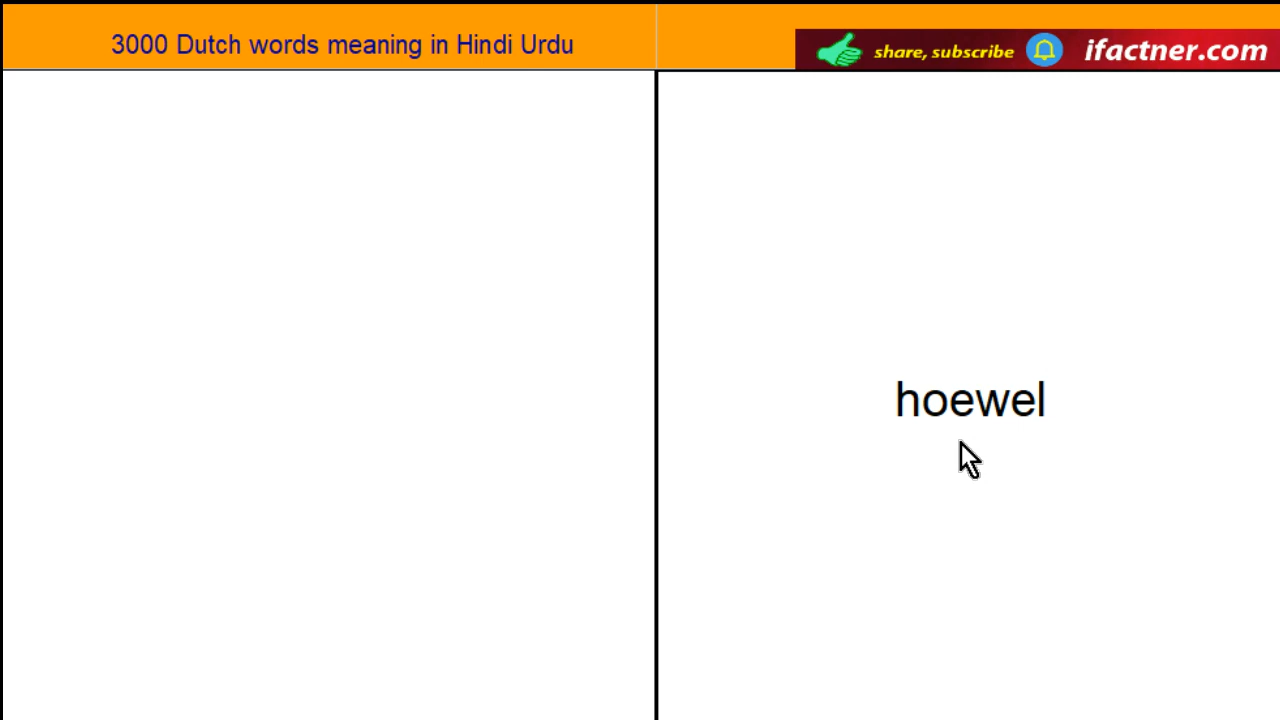 3000 Dutch words meaning in Hindi Urdu
share, subscribe
ifactner.com
hoewel